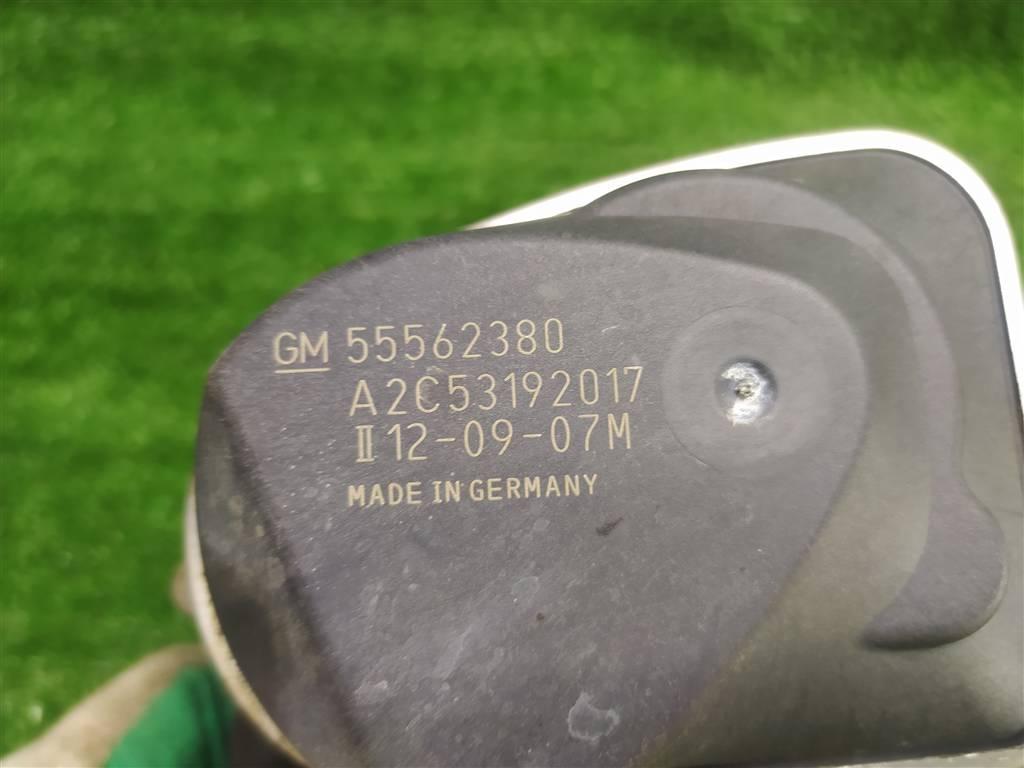 GM 55562380
A2C53192017
II 12-09-07M
MADE IN GERMANY